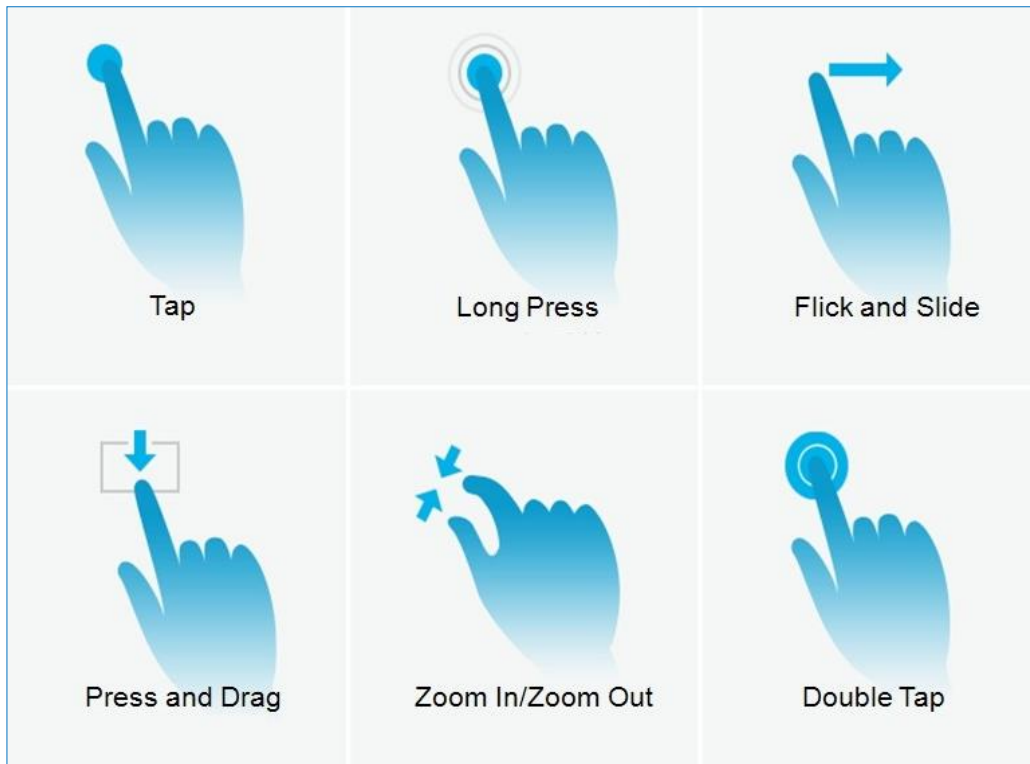 Tap
Long Press
Flick and Slide
Press and Drag
Zoom In/Zoom Out
Double Tap